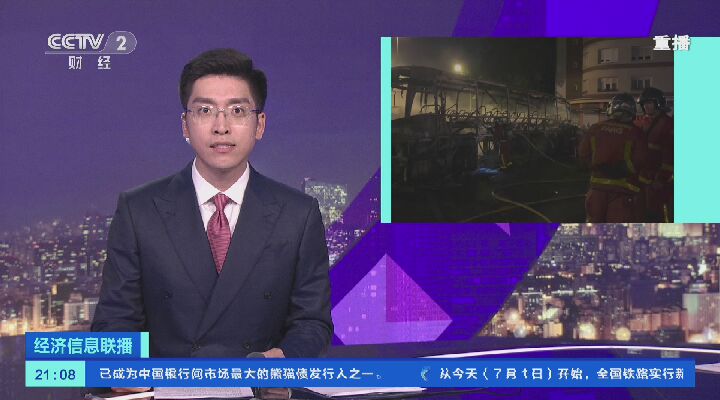 CCTV 2
财 经
重播
PARIS
经济信息联播
21:08
已成为中国银行间市场最大的熊猫债发行人之一。 从今天（7月1日）开始，全国铁路实行新